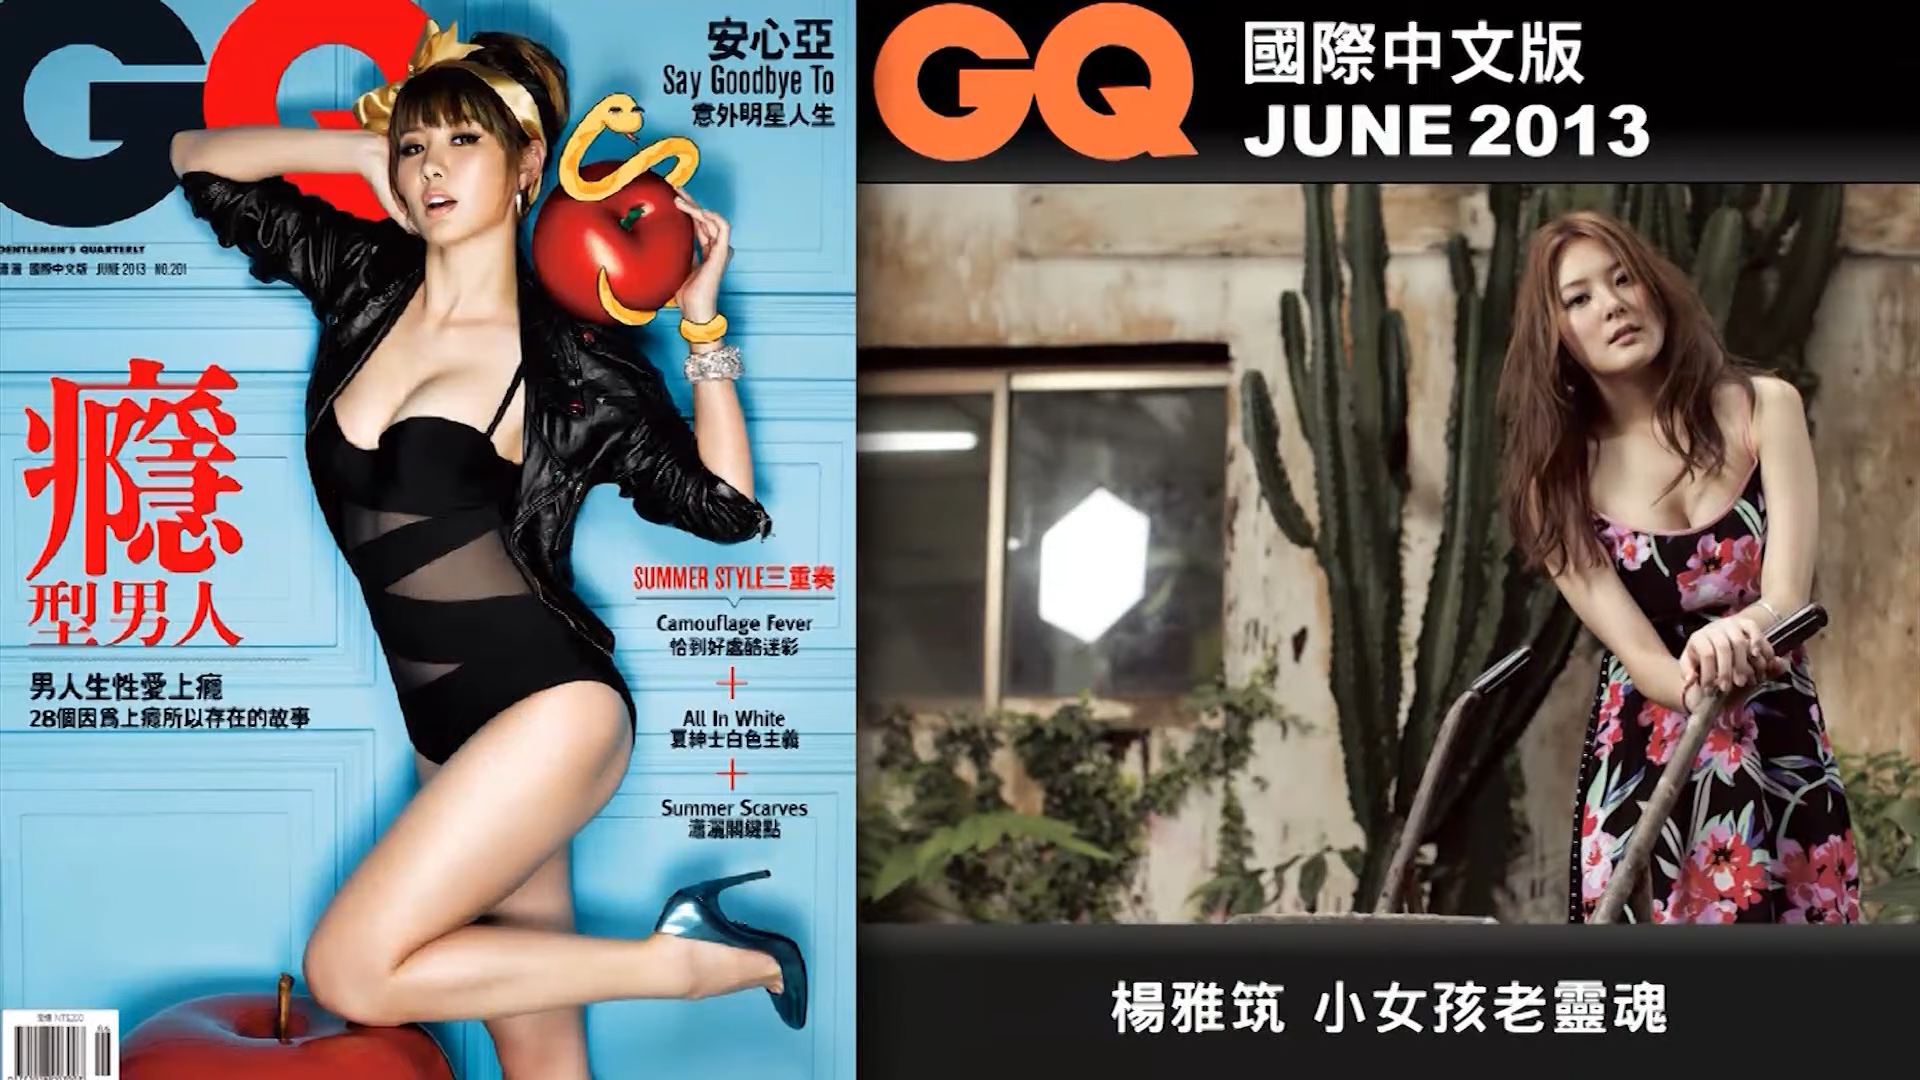 GQ
安心亞
Say Goodbye To
意外明星人生
GENTLEMEN'S QUARTERLY
國際中文版 JUNE 2013 NO.201
癮
型男人
男人生性愛上癮
28個因為上癮所以存在的故事
SUMMER STYLE三重奏
Camouflage Fever
恰到好處酷迷彩
+
All In White
夏紳士白色主義
+
Summer Scarves
瀟灑關鍵點
NT$200
GQ
國際中文版
JUNE 2013
楊雅筑 小女孩老靈魂